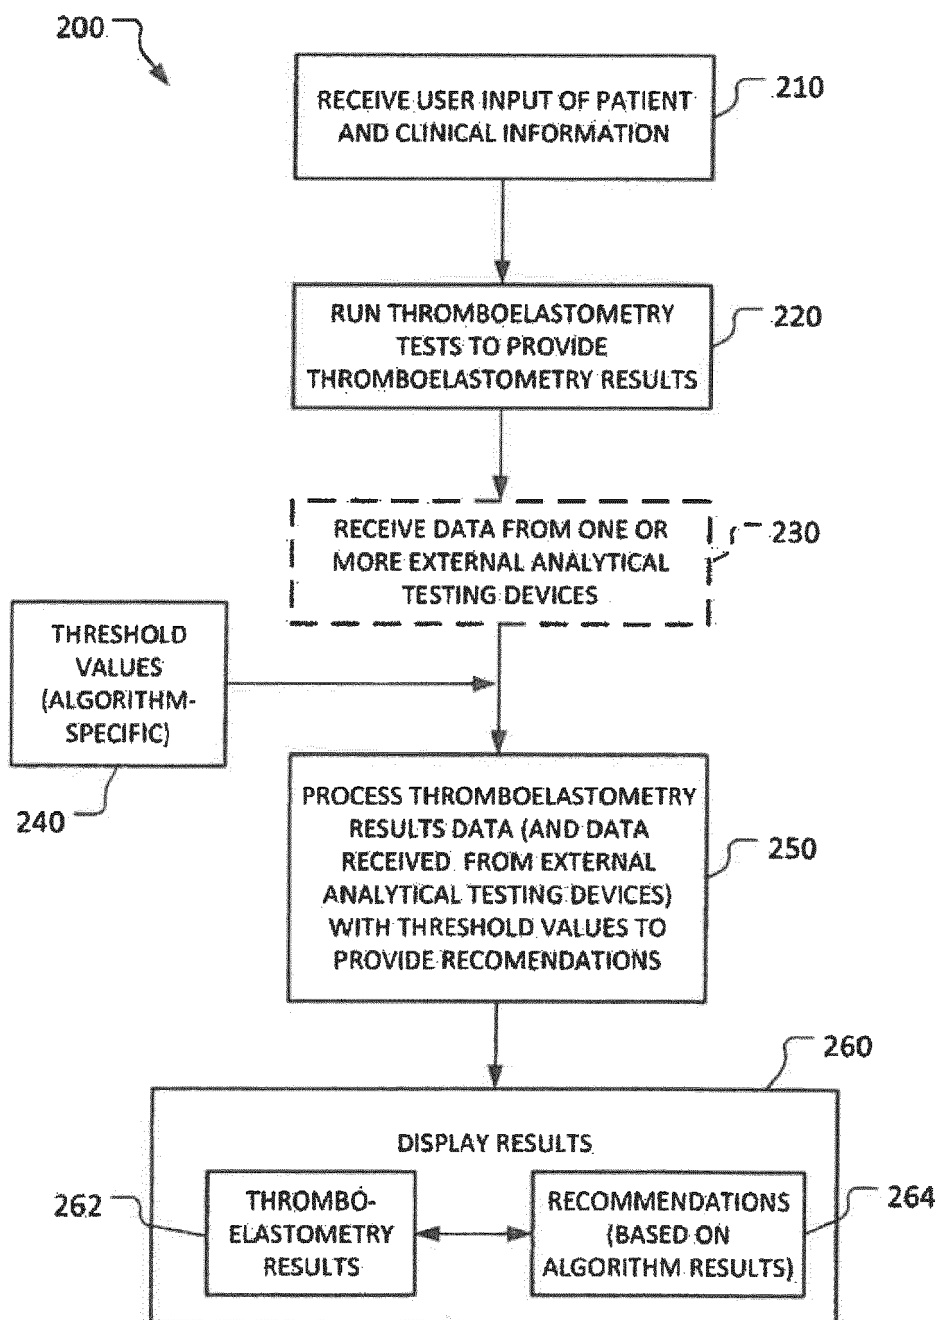 200
RECEIVE USER INPUT OF PATIENT
AND CLINICAL INFORMATION
210
RUN THROMBOELASTOMETRY
TESTS TO PROVIDE
THROMBOELASTOMETRY RESULTS
220
RECEIVE DATA FROM ONE OR
MORE EXTERNAL ANALYTICAL
TESTING DEVICES
230
THRESHOLD
VALUES
(ALGORITHM-
SPECIFIC)
240
PROCESS THROMBOELASTOMETRY
RESULTS DATA (AND DATA
RECEIVED FROM EXTERNAL
ANALYTICAL TESTING DEVICES)
WITH THRESHOLD VALUES TO
PROVIDE RECOMENDATIONS
250
260
DISPLAY RESULTS
262
THROMBO-
ELASTOMETRY
RESULTS
RECOMMENDATIONS
(BASED ON
ALGORITHM RESULTS)
264